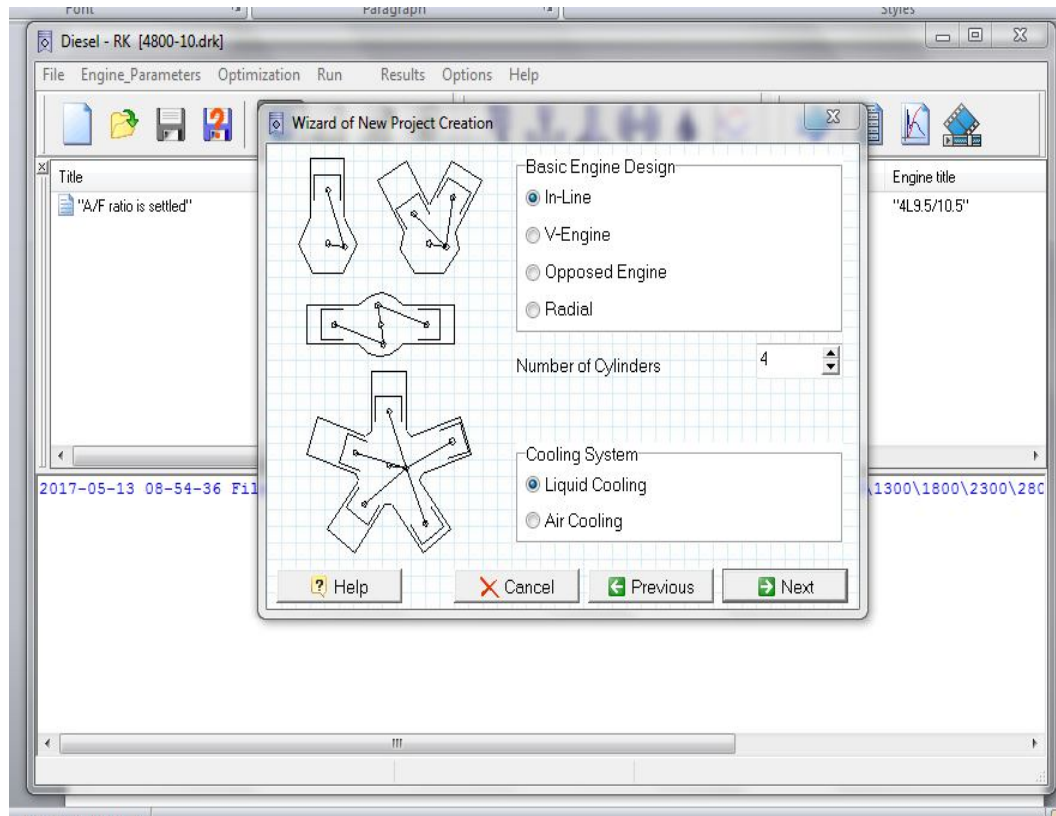 Font
Paragraph
Styles
Diesel - RK [4800-10.drk]
File Engine_Parameters Optimization Run Results Options Help
Wizard of New Project Creation
Title
Engine title
"A/F ratio is settled"
"4L9.5/10.5"
Basic Engine Design
In-Line
V-Engine
Opposed Engine
Radial
Number of Cylinders 4
Cooling System
Liquid Cooling
Air Cooling
2017-05-13 08-54-36 Fil
\1300\1800\2300\280
Help Cancel Previous Next